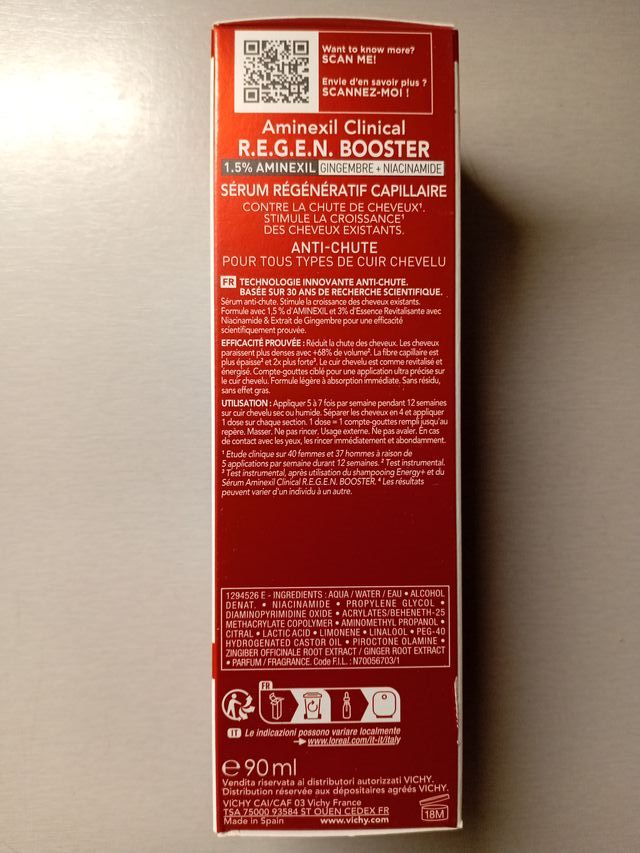 Want to know more?
SCAN ME!
Envie d'en savoir plus ?
SCANNEZ-MOI !
Aminexil Clinical
R.E.G.E.N. BOOSTER
1.5% AMINEXIL GINGEMBRE + NIACINAMIDE
SÉRUM RÉGÉNÉRATIF CAPILLAIRE
CONTRE LA CHUTE DE CHEVEUX¹.
STIMULE LA CROISSANCE¹
DES CHEVEUX EXISTANTS.
ANTI-CHUTE
POUR TOUS TYPES DE CUIR CHEVELU
FR TECHNOLOGIE INNOVANTE ANTI-CHUTE.
BASÉE SUR 30 ANS DE RECHERCHE SCIENTIFIQUE.
Sérum anti-chute. Stimule la croissance des cheveux existants.
Formule avec 1,5 % d'AMINEXIL et 3% d'Essence Revitalisante avec
Niacinamide & Extrait de Gingembre pour une efficacité
scientifiquement prouvée.
EFFICACITÉ PROUVÉE : Réduit la chute des cheveux. Les cheveux
paraissent plus denses avec +68% de volume². La fibre capillaire est
plus épaisse² et 2x plus forte³. Le cuir chevelu est comme revitalisé et
énergisé. Compte-gouttes ciblé pour une application ultra précise sur
le cuir chevelu. Formule légère à absorption immédiate. Sans résidu,
sans effet gras.
UTILISATION : Appliquer 5 à 7 fois par semaine pendant 12 semaines
sur cuir chevelu sec ou humide. Séparer les cheveux en 4 et appliquer
1 dose sur chaque section. 1 dose = 1 compte-gouttes rempli jusqu'au
repère. Masser. Ne pas rincer. Usage externe. Ne pas avaler. En cas
de contact avec les yeux, les rincer immédiatement et abondamment.
¹ Etude clinique sur 40 femmes et 37 hommes à raison de
5 applications par semaine durant 12 semaines. ² Test instrumental.
³ Test instrumental, après utilisation du shampooing Energy+ et du
Sérum Aminexil Clinical R.E.G.E.N. BOOSTER. ⁴ Les résultats
peuvent varier d'un individu à un autre.
1294526 E - INGREDIENTS : AQUA / WATER / EAU • ALCOHOL
DENAT. • NIACINAMIDE • PROPYLENE GLYCOL •
DIAMINOPYRIMIDINE OXIDE • ACRYLATES/BEHENETH-25
METHACRYLATE COPOLYMER • AMINOMETHYL PROPANOL •
CITRAL • LACTIC ACID • LIMONENE • LINALOOL • PEG-40
HYDROGENATED CASTOR OIL • PIROCTONE OLAMINE •
ZINGIBER OFFICINALE ROOT EXTRACT / GINGER ROOT EXTRACT
• PARFUM / FRAGRANCE. Code F.I.L. : N70056703/1
FR
IT Le indicazioni possono variare localmente
www.loreal.com/it-it/italy
e 90 ml
Vendita riservata ai distributori autorizzati VICHY.
Distribution réservée aux dépositaires agréés VICHY.
VICHY CAI/CAF 03 Vichy France
TSA 75000 93584 ST OUEN CEDEX FR
Made in Spain www.vichy.com
18M